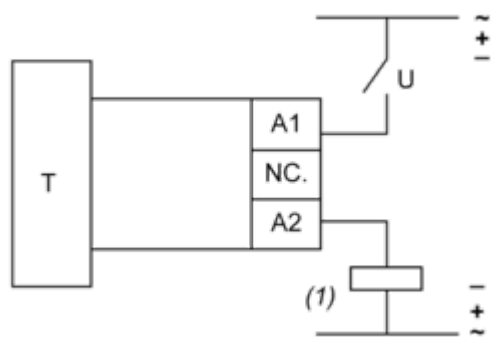 ~
+
−
U
A1
T
NC.
A2
(1)
−
+
~